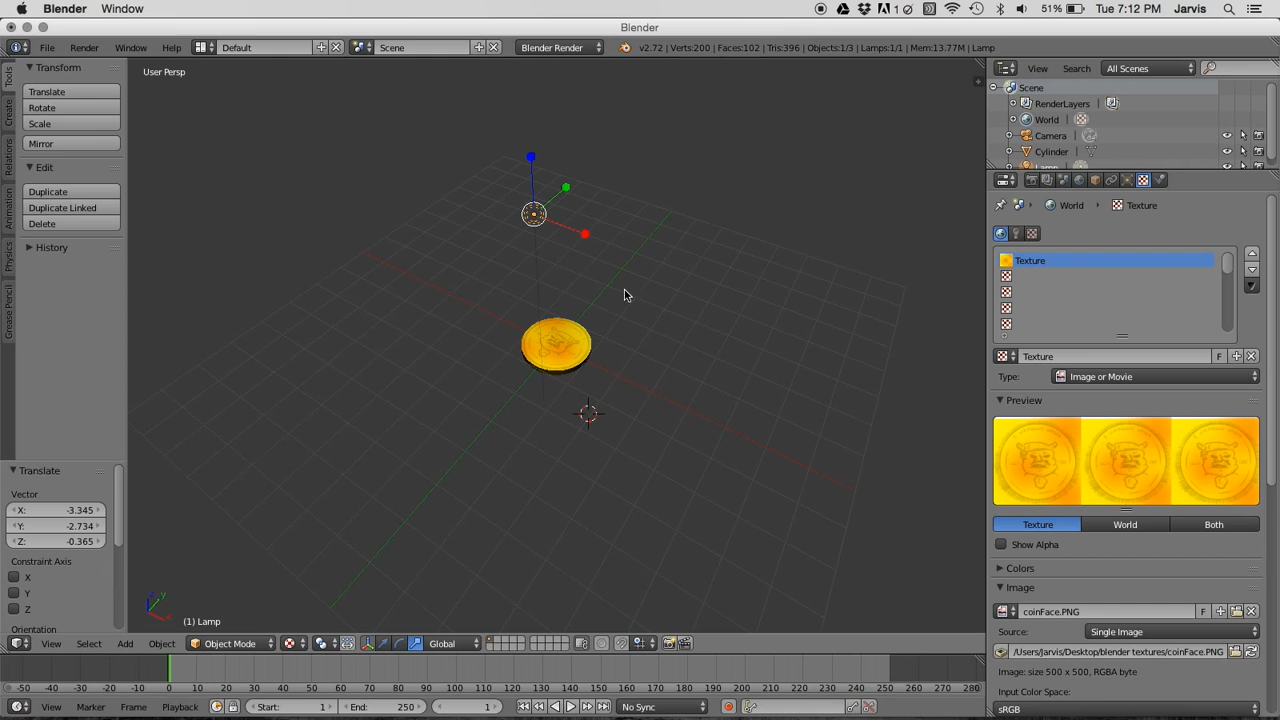 Blender Window 51% Tue 7:12 PM Jarvis
Blender
File Render Window Help Default Scene Blender Render v2.72 | Verts:200 | Faces:102 | Tris:396 | Objects:1/3 | Lamps:1/1 | Mem:13.77M | Lamp
Tools
Create
Relations
Animation
Physics
Grease Pencil
Transform
Translate
Rotate
Scale
Mirror
Edit
Duplicate
Duplicate Linked
Delete
History
Translate
Vector
X: -3.345
Y: -2.734
Z: -0.365
Constraint Axis
X
Y
Z
Orientation
User Persp
(1) Lamp
View Select Add Object Object Mode Global
-50 -40 -30 -20 -10 0 10 20 30 40 50 60 70 80 90 100 110 120 130 140 150 160 170 180 190 200 210 220 230 240 250 260 270 280
View Marker Frame Playback Start: 1 End: 250 1 No Sync
View Search All Scenes
Scene
RenderLayers
World
Camera
Cylinder
Lamp
World Texture
Texture
Texture F
Type: Image or Movie
Preview
Texture World Both
Show Alpha
Colors
Image
coinFace.PNG F
Source: Single Image
/Users/Jarvis/Desktop/blender textures/coinFace.PNG
Image: size 500 x 500, RGBA byte
Input Color Space:
sRGB